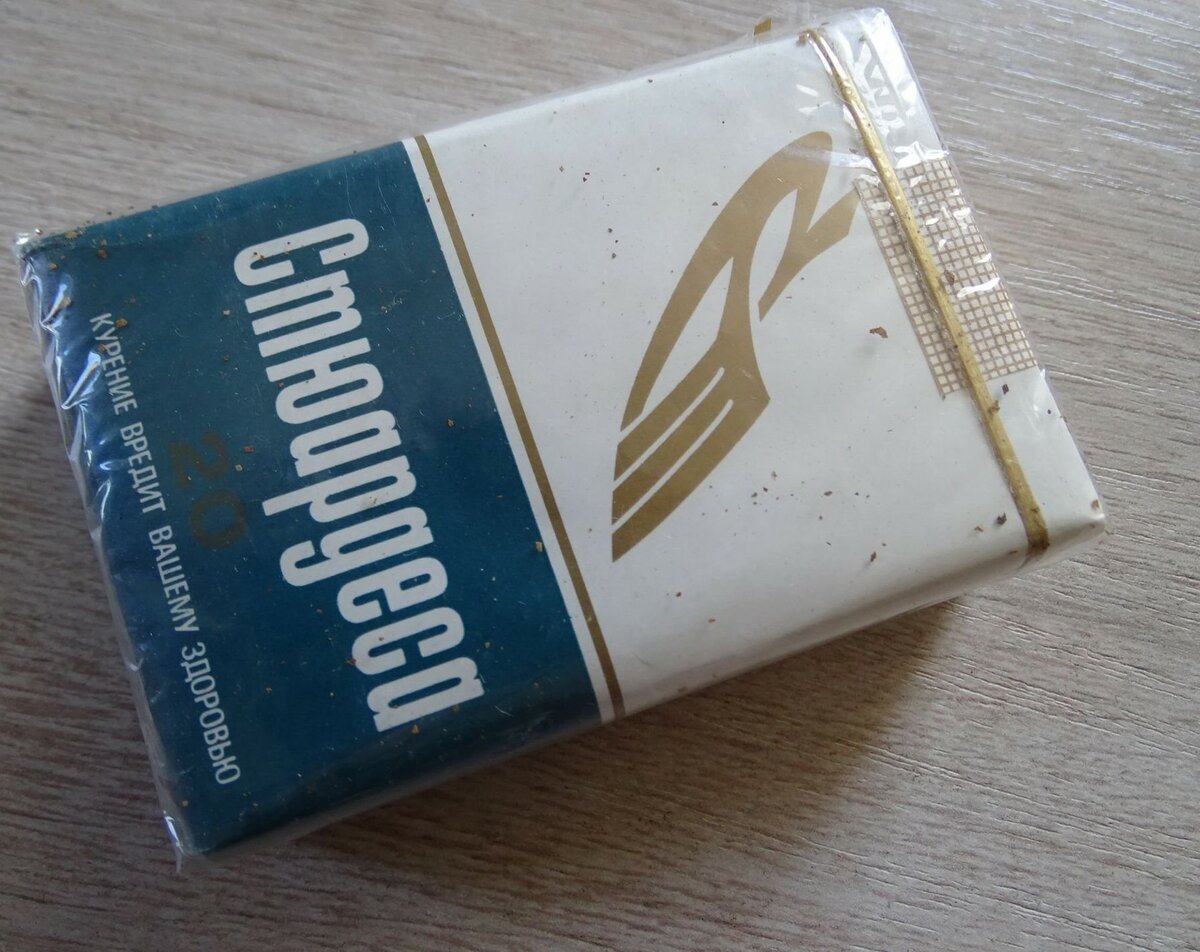 Стюардесса
20
КУРЕНИЕ ВРЕДИТ ВАШЕМУ ЗДОРОВЬЮ